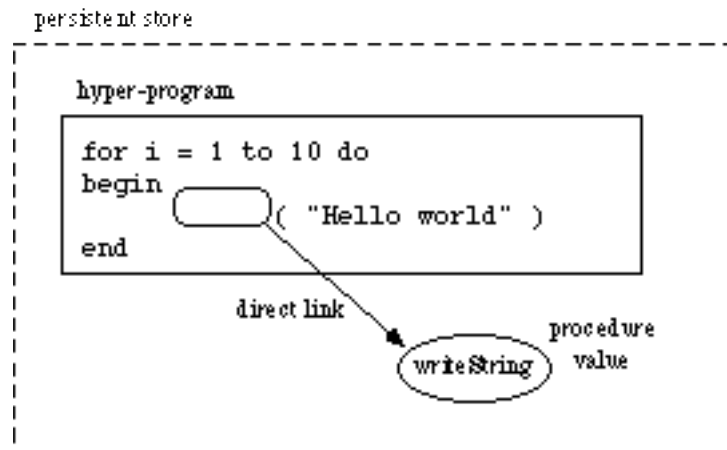 persistent store
hyper-program
for i = 1 to 10 do
begin
( "Hello world" )
end
direct link
writeString
procedure
value